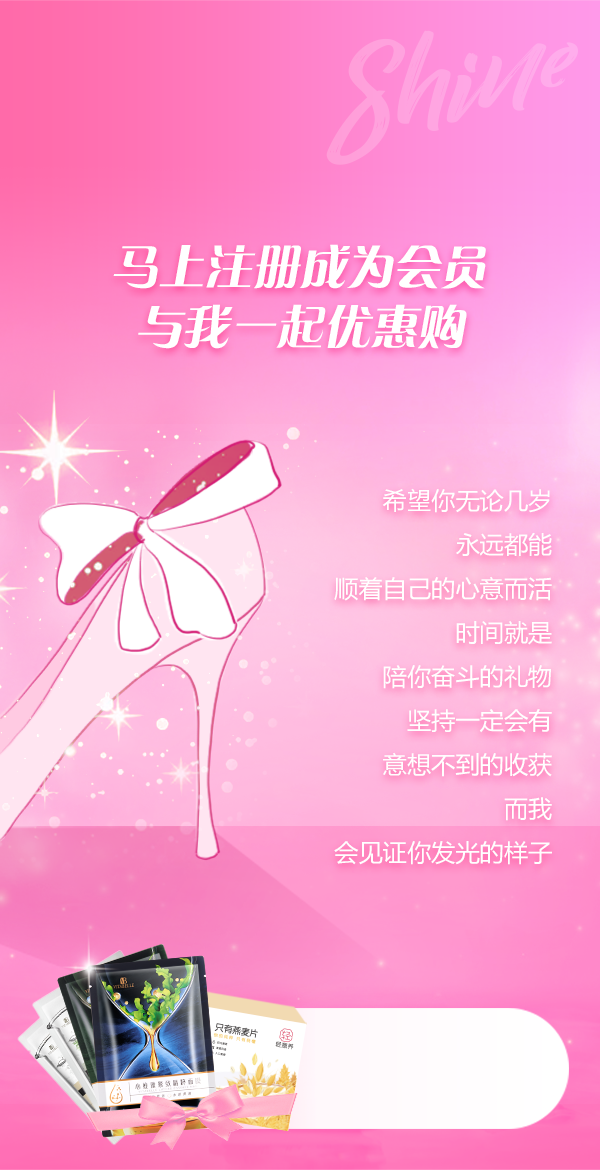 Shine
马上注册成为会员
与我一起优惠购
希望你无论几岁
永远都能
顺着自己的心意而活
时间就是
陪你奋斗的礼物
坚持一定会有
意想不到的收获
而我
会见证你发光的样子
只有燕麦片